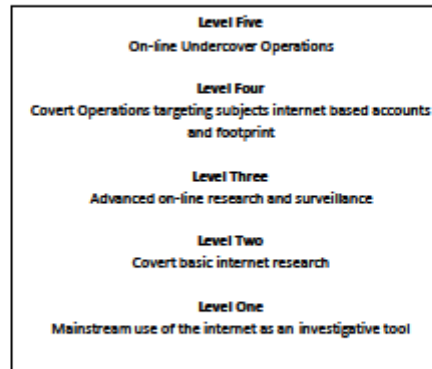 Level Five
On-line Undercover Operations
Level Four
Covert Operations targeting subjects internet based accounts
and footprint
Level Three
Advanced on-line research and surveillance
Level Two
Covert basic internet research
Level One
Mainstream use of the internet as an investigative tool